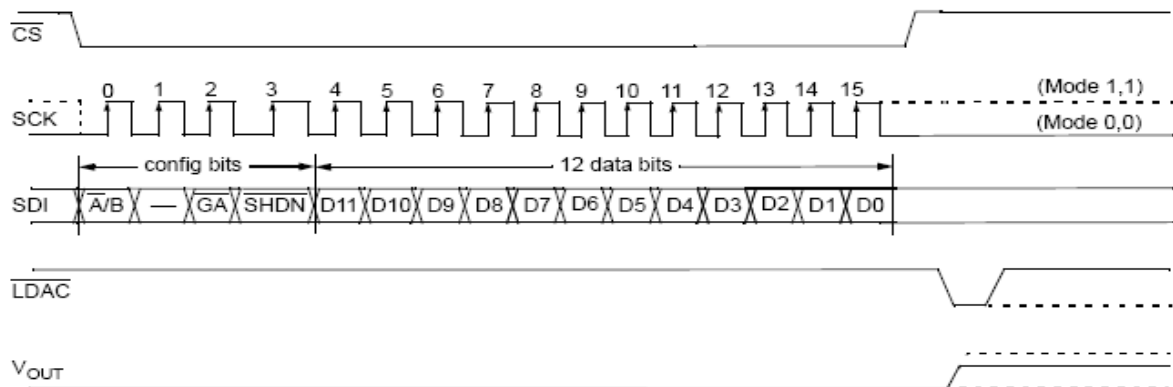 CS
0 1 2 3 4 5 6 7 8 9 10 11 12 13 14 15
(Mode 1,1)
SCK
(Mode 0,0)
config bits
12 data bits
SDI A/B — GA SHDN D11 D10 D9 D8 D7 D6 D5 D4 D3 D2 D1 D0
LDAC
VOUT